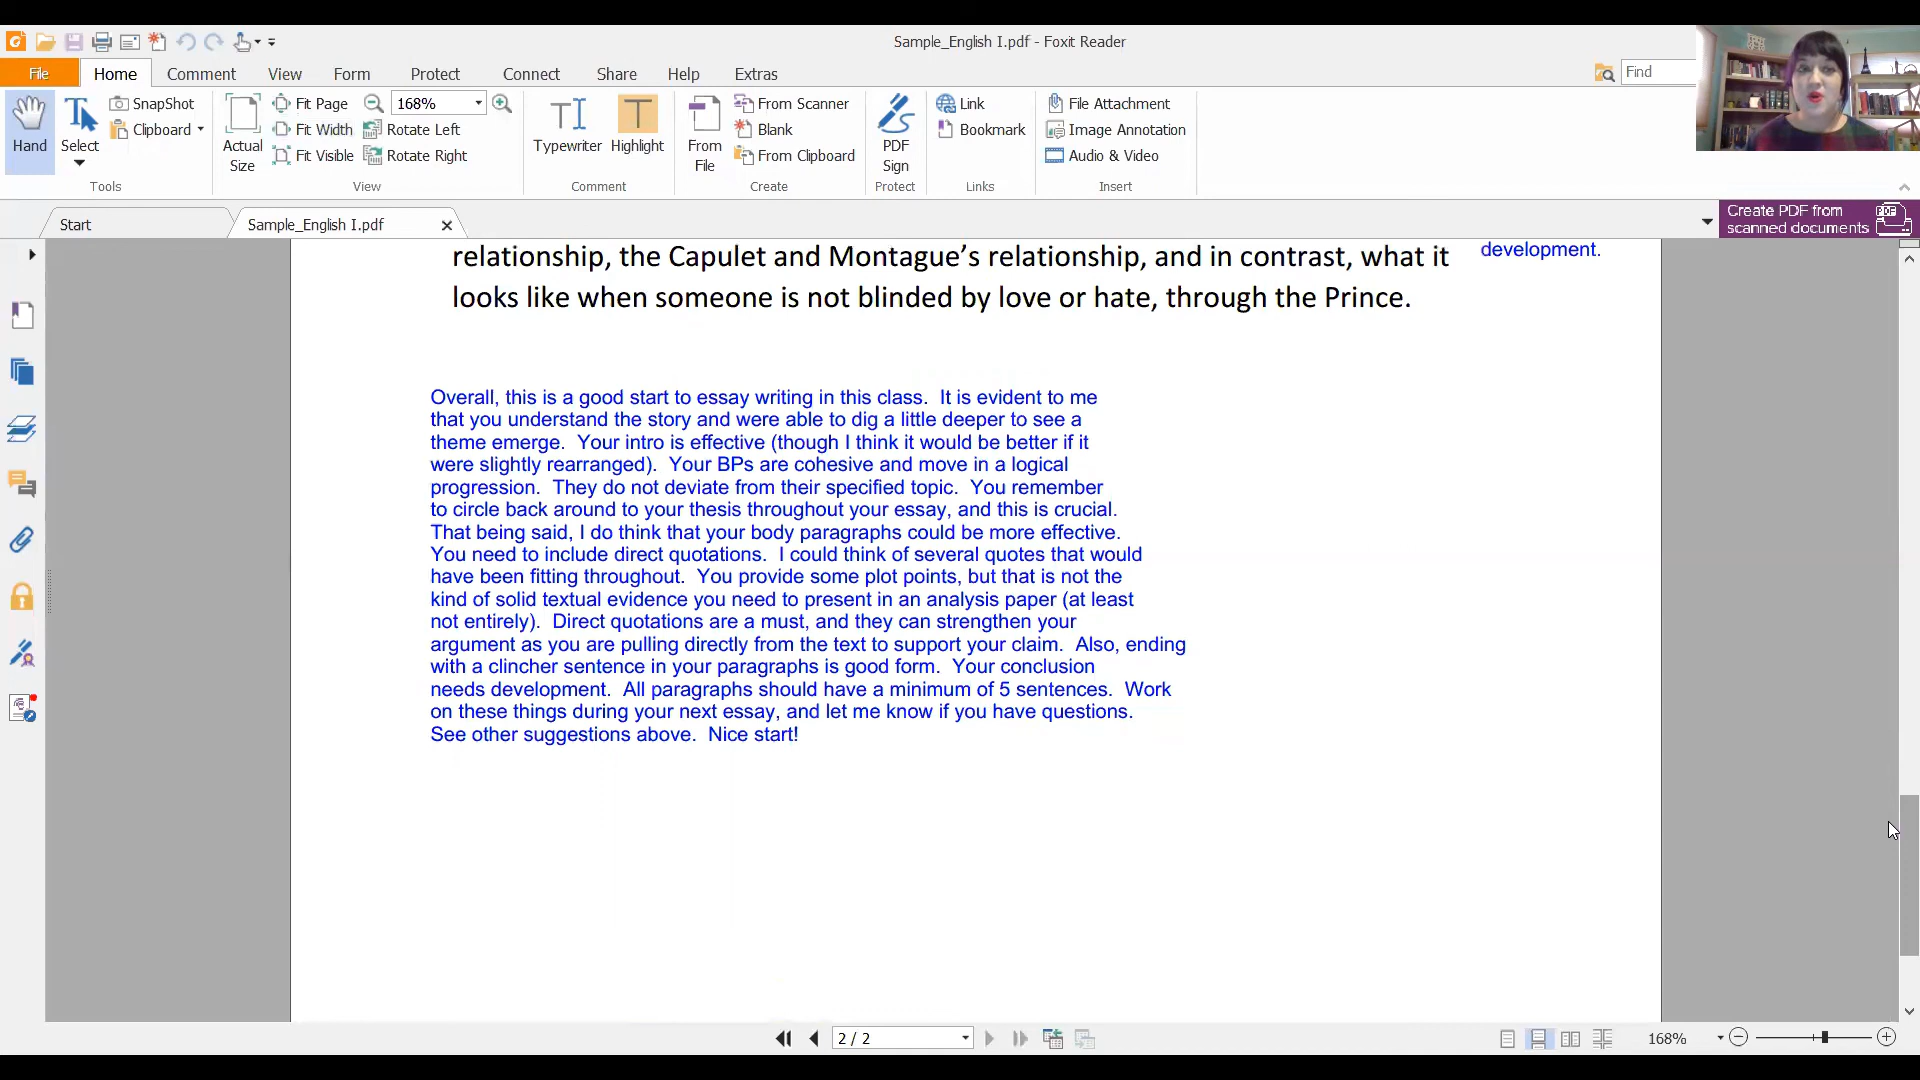 Sample_English I.pdf - Foxit Reader
File Home Comment View Form Protect Connect Share Help Extras
Find
Hand
Select
SnapShot
Clipboard
Tools
Actual Size
Fit Page
Fit Width
Fit Visible
168%
Rotate Left
Rotate Right
View
Typewriter
Highlight
Comment
From File
From Scanner
Blank
From Clipboard
Create
PDF Sign
Protect
Link
Bookmark
Links
File Attachment
Image Annotation
Audio & Video
Insert
Start
Sample_English I.pdf
Create PDF from
scanned documents
PDF
relationship, the Capulet and Montague’s relationship, and in contrast, what it
development.
looks like when someone is not blinded by love or hate, through the Prince.
Overall, this is a good start to essay writing in this class. It is evident to me
that you understand the story and were able to dig a little deeper to see a
theme emerge. Your intro is effective (though I think it would be better if it
were slightly rearranged). Your BPs are cohesive and move in a logical
progression. They do not deviate from their specified topic. You remember
to circle back around to your thesis throughout your essay, and this is crucial.
That being said, I do think that your body paragraphs could be more effective.
You need to include direct quotations. I could think of several quotes that would
have been fitting throughout. You provide some plot points, but that is not the
kind of solid textual evidence you need to present in an analysis paper (at least
not entirely). Direct quotations are a must, and they can strengthen your
argument as you are pulling directly from the text to support your claim. Also, ending
with a clincher sentence in your paragraphs is good form. Your conclusion
needs development. All paragraphs should have a minimum of 5 sentences. Work
on these things during your next essay, and let me know if you have questions.
See other suggestions above. Nice start!
2 / 2
168%